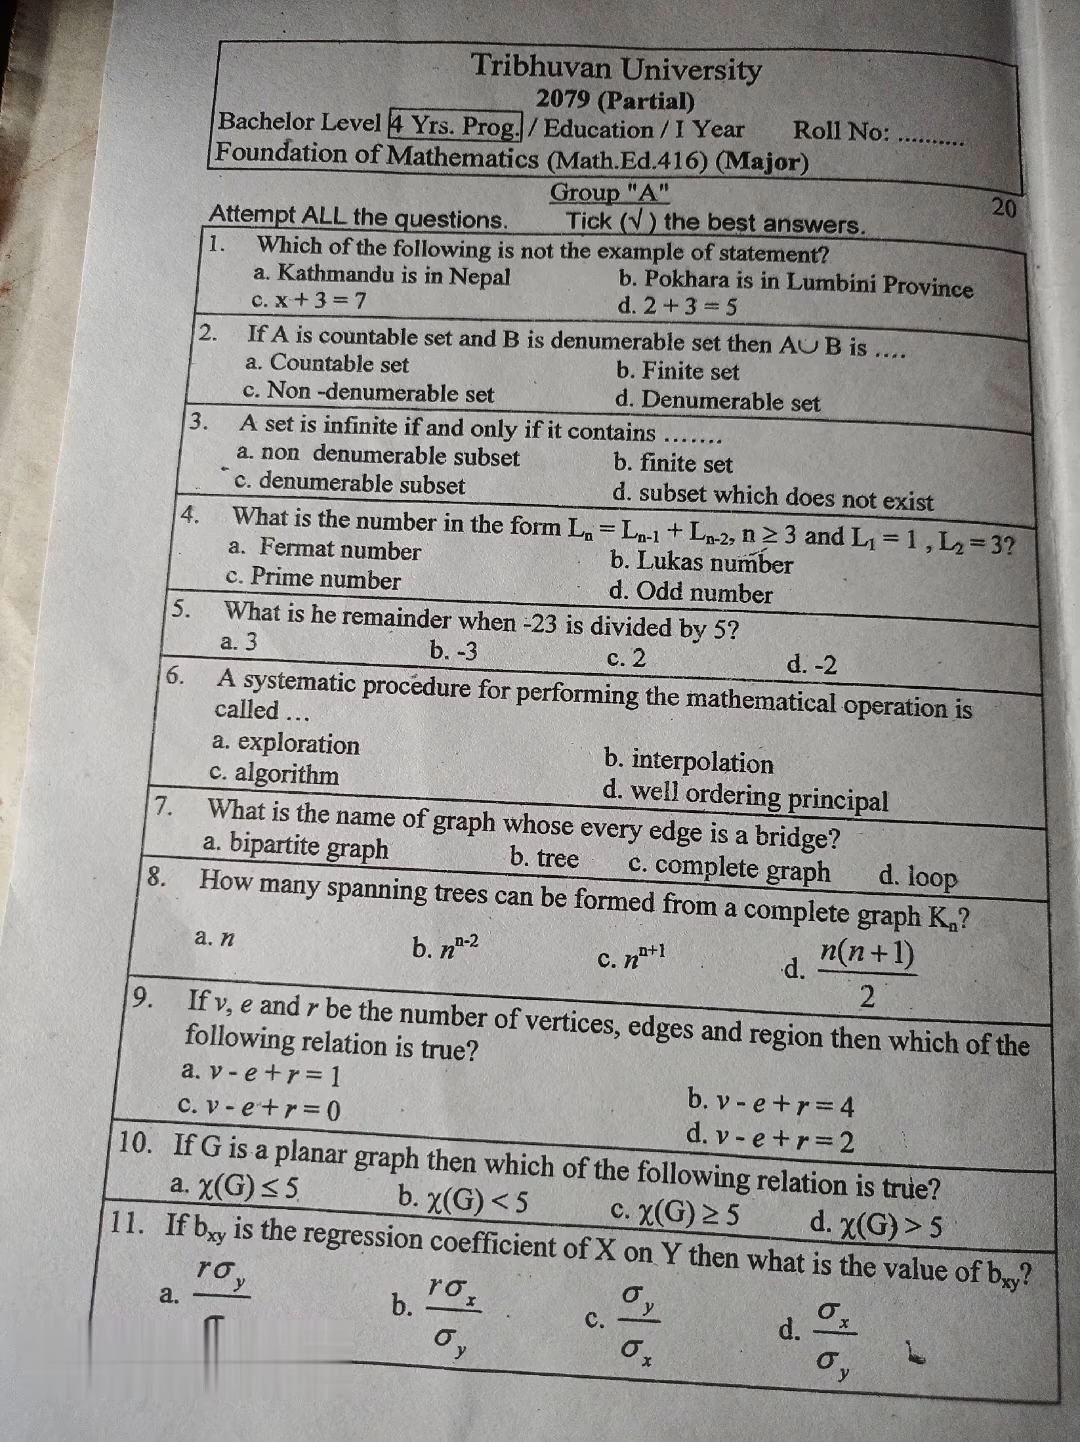 Tribhuvan University
2079 (Partial)
Bachelor Level 4 Yrs. Prog. / Education / I Year Roll No: ..........
Foundation of Mathematics (Math.Ed.416) (Major)
Group "A" 20
Attempt ALL the questions. Tick (√) the best answers.
1. Which of the following is not the example of statement?
a. Kathmandu is in Nepal b. Pokhara is in Lumbini Province
c. x + 3 = 7 d. 2 + 3 = 5
2. If A is countable set and B is denumerable set then A∪ B is ....
a. Countable set b. Finite set
c. Non -denumerable set d. Denumerable set
3. A set is infinite if and only if it contains .......
a. non denumerable subset b. finite set
c. denumerable subset d. subset which does not exist
4. What is the number in the form Lₙ = Lₙ₋₁ + Lₙ₋₂, n ≥ 3 and L₁ = 1 , L₂ = 3?
a. Fermat number b. Lukas number
c. Prime number d. Odd number
5. What is he remainder when -23 is divided by 5?
a. 3 b. -3 c. 2 d. -2
6. A systematic procedure for performing the mathematical operation is
called ...
a. exploration b. interpolation
c. algorithm d. well ordering principal
7. What is the name of graph whose every edge is a bridge?
a. bipartite graph b. tree c. complete graph d. loop
8. How many spanning trees can be formed from a complete graph Kₙ?
a. n b. nⁿ⁻² c. nⁿ⁺¹ d. n(n+1)/2
9. If v, e and r be the number of vertices, edges and region then which of the
following relation is true?
a. v - e + r = 1 b. v - e + r = 4
c. v - e + r = 0 d. v - e + r = 2
10. If G is a planar graph then which of the following relation is true?
a. χ(G) ≤ 5 b. χ(G) < 5 c. χ(G) ≥ 5 d. χ(G) > 5
11. If b_xy is the regression coefficient of X on Y then what is the value of b_xy?
a. rσ_y b. rσ_x/σ_y c. σ_y/σ_x d. σ_x/σ_y